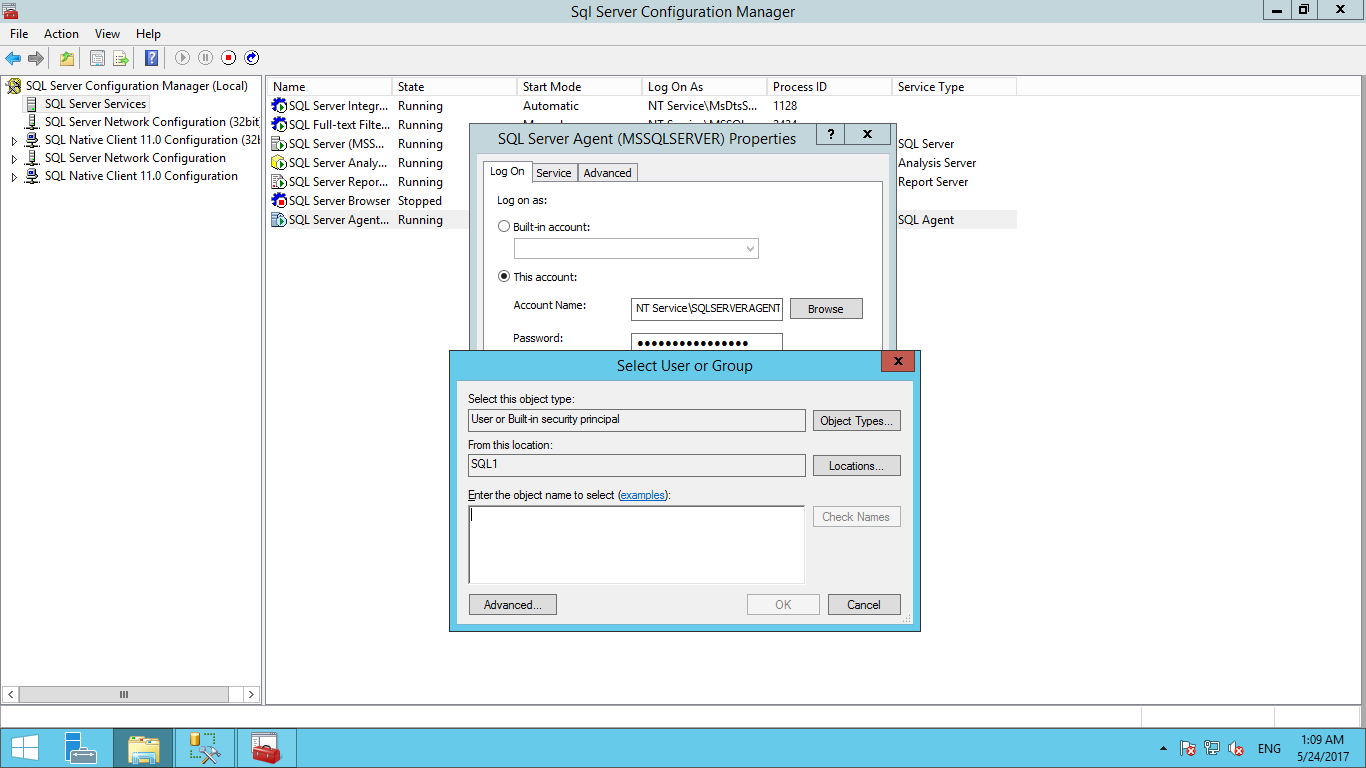 Sql Server Configuration Manager
File Action View Help
SQL Server Configuration Manager (Local)
SQL Server Services
SQL Server Network Configuration (32bit
SQL Native Client 11.0 Configuration (32b
SQL Server Network Configuration
SQL Native Client 11.0 Configuration
Name State Start Mode Log On As Process ID Service Type
SQL Server Integr... Running Automatic NT Service\MsDtsS... 1128
SQL Full-text Filte... Running
SQL Server (MSS... Running SQL Server
SQL Server Analy... Running Analysis Server
SQL Server Repor... Running Report Server
SQL Server Browser Stopped
SQL Server Agent... Running SQL Agent
SQL Server Agent (MSSQLSERVER) Properties
? X
Log On Service Advanced
Log on as:
Built-in account:
This account:
Account Name: NT Service\SQLSERVERAGENT Browse
Password:
Select User or Group
X
Select this object type:
User or Built-in security principal Object Types...
From this location:
SQL1 Locations...
Enter the object name to select (examples):
Check Names
Advanced... OK Cancel
ENG
1:09 AM
5/24/2017